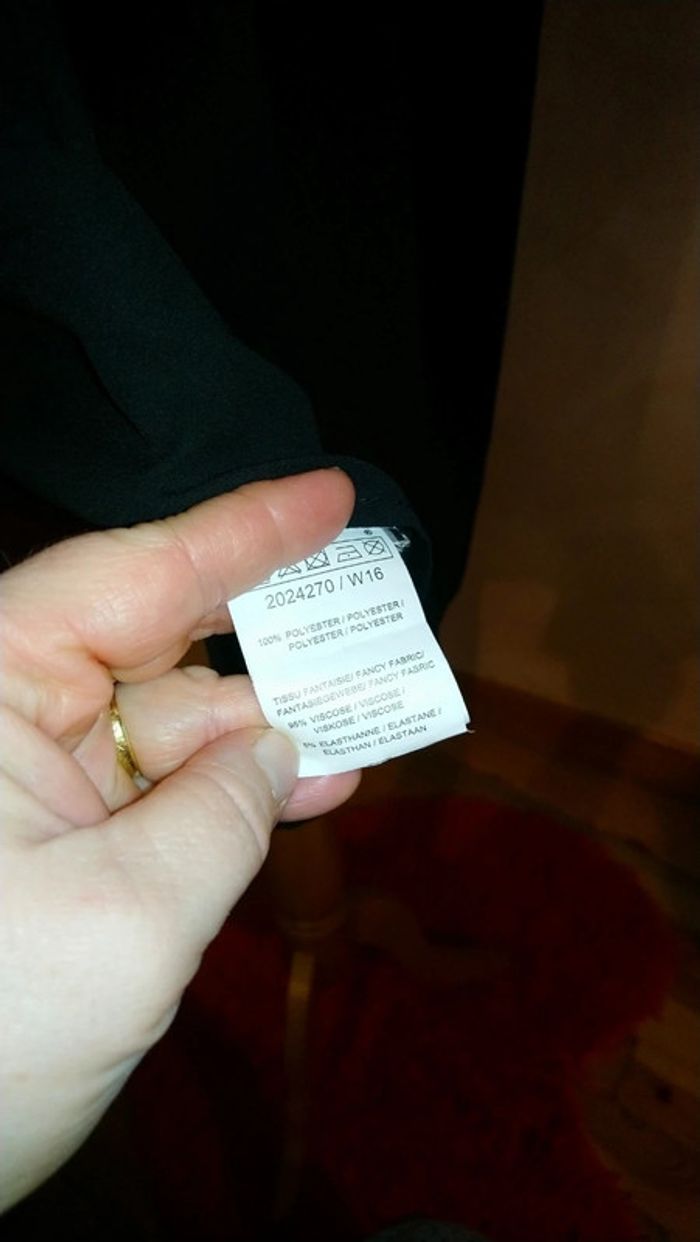 2024270 / W16
100% POLYESTER / POLYESTER /
POLYESTER / POLYESTER
TISSU FANTAISIE/ FANCY FABRIC/
FANTASIEGEWEBE/ FANCY FABRIC
95% VISCOSE / VISCOSE /
VISKOSE / VISCOSE
5% ELASTHANNE / ELASTANE /
ELASTHAN / ELASTAAN